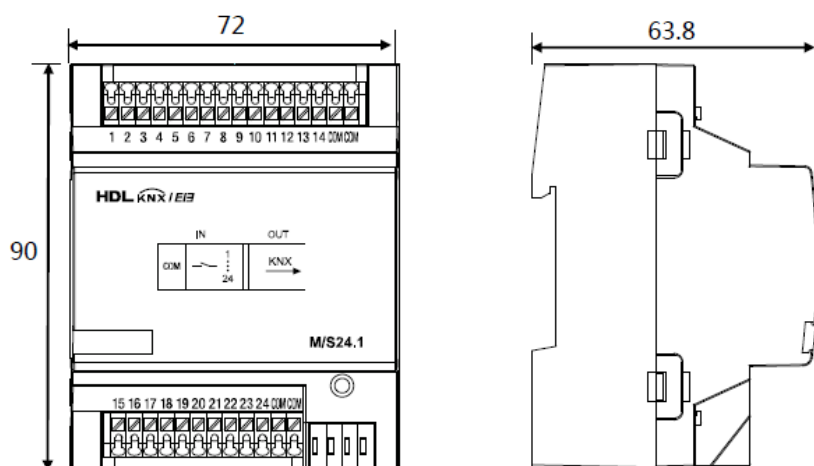 72
63.8
1 2 3 4 5 6 7 8 9 10 11 12 13 14 COM COM
HDL KNX / EIB
90
IN OUT
COM 1 24 KNX
M/S24.1
15 16 17 18 19 20 21 22 23 24 COM COM